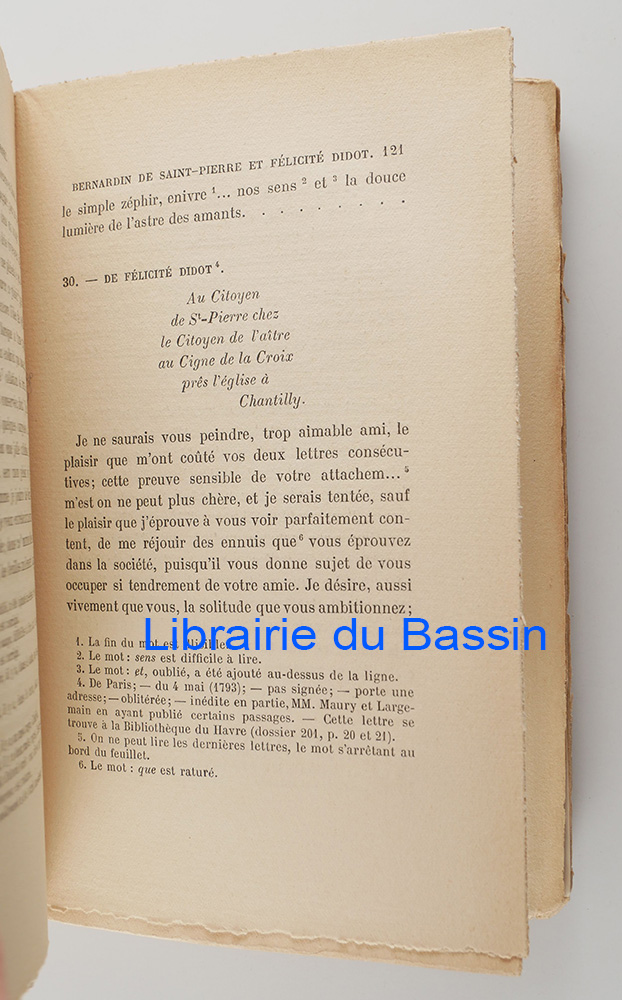 BERNARDIN DE SAINT-PIERRE ET FÉLICITÉ DIDOT. 121
le simple zéphir, enivre ¹... nos sens ² et ³ la douce
lumière de l'astre des amants. . . . . . . . .
30. — DE FÉLICITÉ DIDOT ⁴.
Au Citoyen
de Sᵗ-Pierre chez
le Citoyen de l'aître
au Cigne de la Croix
prês l'église à
Chantilly.
Je ne saurais vous peindre, trop aimable ami, le
plaisir que m'ont coûté vos deux lettres consécu-
tives; cette preuve sensible de votre attachem... ⁵
m'est on ne peut plus chère, et je serais tentée, sauf
le plaisir que j'éprouve à vous voir parfaitement con-
tent, de me réjouir des ennuis que ⁶ vous éprouvez
dans la société, puisqu'il vous donne sujet de vous
occuper si tendrement de votre amie. Je désire, aussi
vivement que vous, la solitude que vous ambitionnez;
1. La fin du mot est illisible.
2. Le mot: sens est difficile à lire.
3. Le mot: et, oublié, a été ajouté au-dessus de la ligne.
4. De Paris; — du 4 mai (1793); — pas signée; — porte une
adresse; — oblitérée; — inédite en partie, MM. Maury et Large-
main en ayant publié certains passages. — Cette lettre se
trouve à la Bibliothèque du Havre (dossier 201, p. 20 et 21).
5. On ne peut lire les dernières lettres, le mot s'arrêtant au
bord du feuillet.
6. Le mot: que est raturé.
Librairie du Bassin